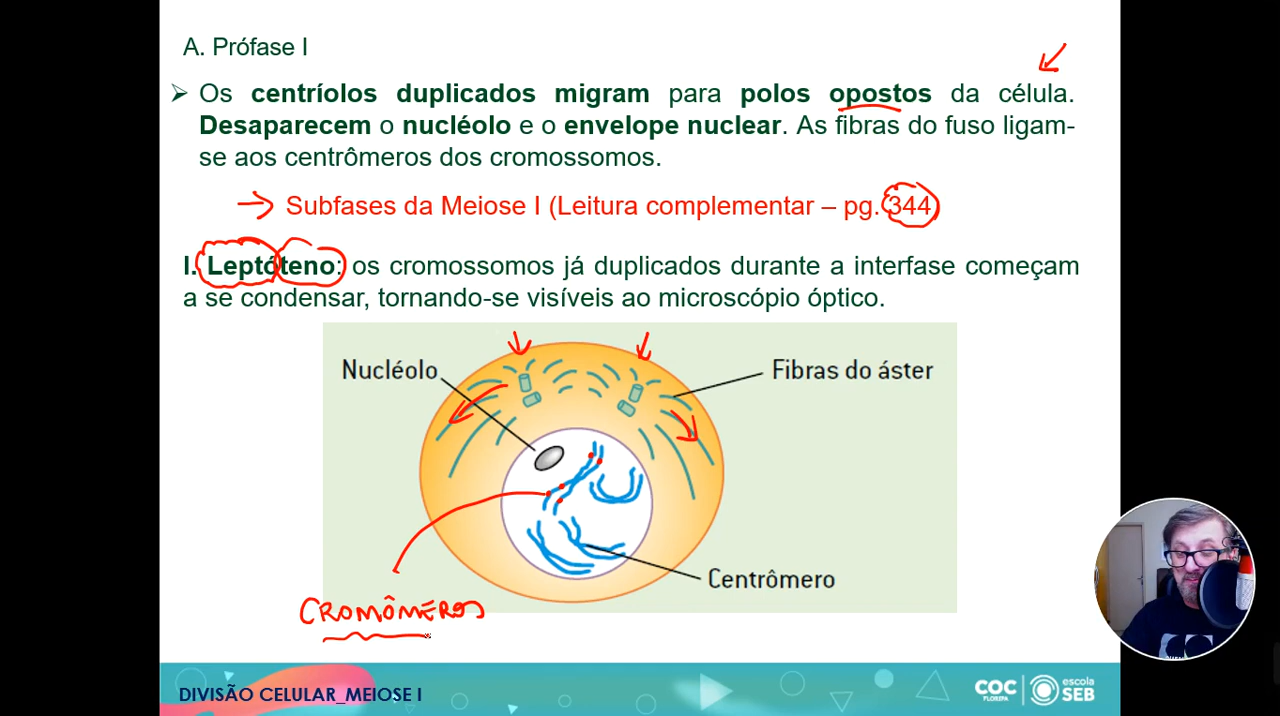 A. Prófase I
➢ Os centríolos duplicados migram para polos opostos da célula.
Desaparecem o nucléolo e o envelope nuclear. As fibras do fuso ligam-
se aos centrômeros dos cromossomos.
Subfases da Meiose I (Leitura complementar – pg. 344)
I. Leptóteno: os cromossomos já duplicados durante a interfase começam
a se condensar, tornando-se visíveis ao microscópio óptico.
Nucléolo
Fibras do áster
Centrômero
CROMÔMEROS
DIVISÃO CELULAR_MEIOSE I
COC
FLORIPA
escola
SEB